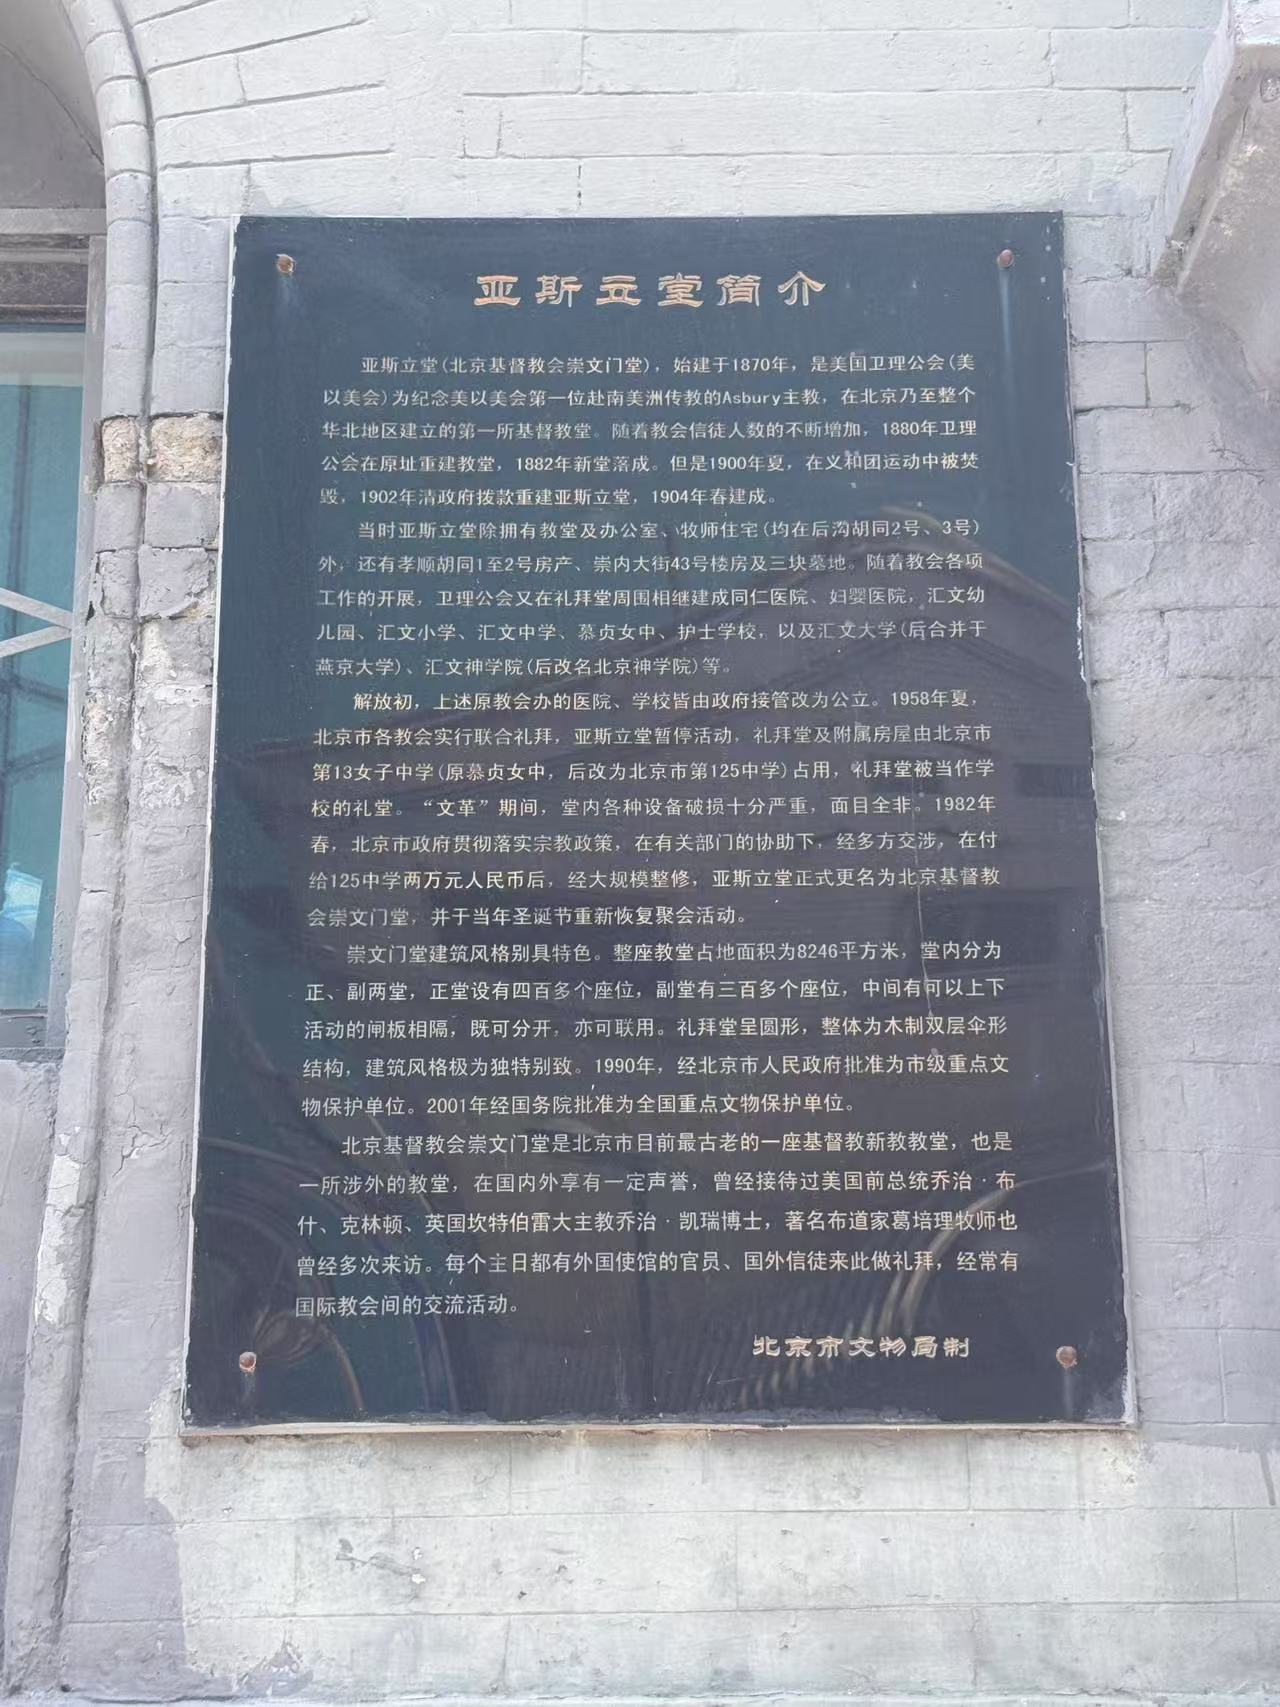 亚斯立堂简介
亚斯立堂(北京基督教会崇文门堂)，始建于1870年，是美国卫理公会(美
以美会)为纪念美以美会第一位赴南美洲传教的Asbury主教，在北京乃至整个
华北地区建立的第一所基督教堂。随着教会信徒人数的不断增加，1880年卫理
公会在原址重建教堂，1882年新堂落成。但是1900年夏，在义和团运动中被焚
毁，1902年清政府拨款重建亚斯立堂，1904年春建成。
当时亚斯立堂除拥有教堂及办公室、牧师住宅(均在后沟胡同2号、3号)
外，还有孝顺胡同1至2号房产、崇内大街43号楼房及三块墓地。随着教会各项
工作的开展，卫理公会又在礼拜堂周围相继建成同仁医院、妇婴医院，汇文幼
儿园、汇文小学、汇文中学、慕贞女中、护士学校，以及汇文大学(后合并于
燕京大学)、汇文神学院(后改名北京神学院)等。
解放初，上述原教会办的医院、学校皆由政府接管改为公立。1958年夏，
北京市各教会实行联合礼拜，亚斯立堂暂停活动，礼拜堂及附属房屋由北京市
第13女子中学(原慕贞女中，后改为北京市第125中学)占用，礼拜堂被当作学
校的礼堂。“文革”期间，堂内各种设备破损十分严重，面目全非。1982年
春，北京市政府贯彻落实宗教政策，在有关部门的协助下，经多方交涉，在付
给125中学两万元人民币后，经大规模整修，亚斯立堂正式更名为北京基督教
会崇文门堂，并于当年圣诞节重新恢复聚会活动。
崇文门堂建筑风格别具特色。整座教堂占地面积为8246平方米，堂内分为
正、副两堂，正堂设有四百多个座位，副堂有三百多个座位，中间有可以上下
活动的闸板相隔，既可分开，亦可联用。礼拜堂呈圆形，整体为木制双层伞形
结构，建筑风格极为独特别致。1990年，经北京市人民政府批准为市级重点文
物保护单位。2001年经国务院批准为全国重点文物保护单位。
北京基督教会崇文门堂是北京市目前最古老的一座基督教新教教堂，也是
一所涉外的教堂，在国内外享有一定声誉，曾经接待过美国前总统乔治·布
什、克林顿、英国坎特伯雷大主教乔治·凯瑞博士，著名布道家葛培理牧师也
曾经多次来访。每个主日都有外国使馆的官员、国外信徒来此做礼拜，经常有
国际教会间的交流活动。
北京市文物局制